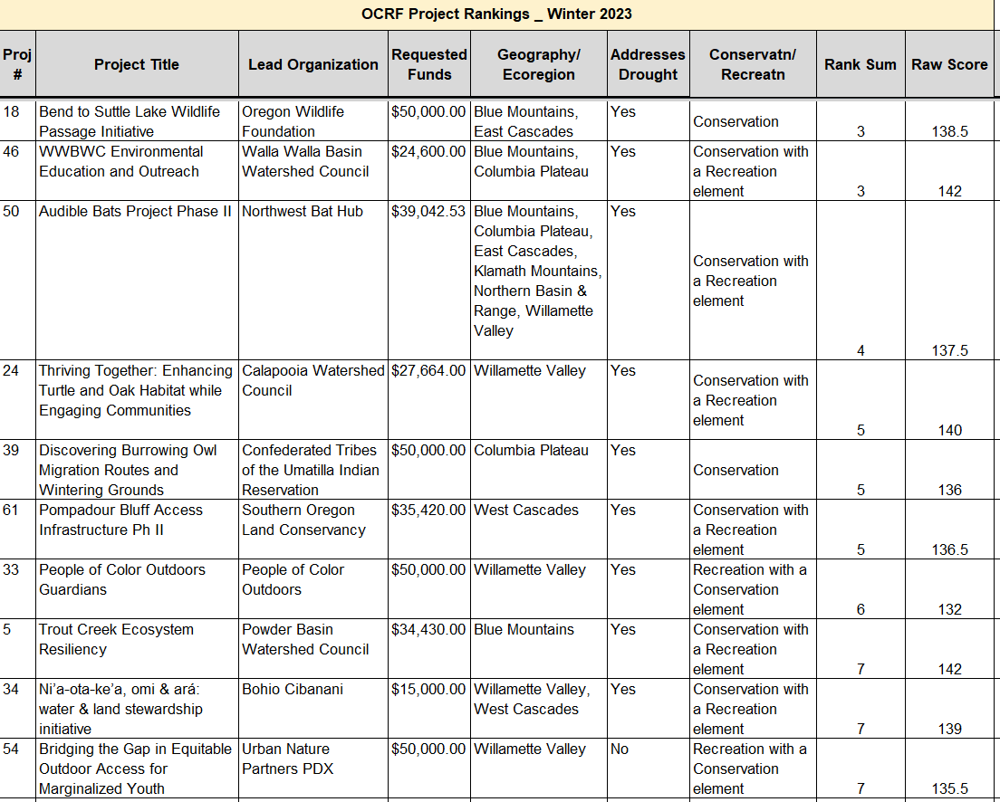 OCRF Project Rankings _ Winter 2023
Proj # Project Title Lead Organization Requested Funds Geography/ Ecoregion Addresses Drought Conservatn/ Recreatn Rank Sum Raw Score
18 Bend to Suttle Lake Wildlife Passage Initiative Oregon Wildlife Foundation $50,000.00 Blue Mountains, East Cascades Yes Conservation 3 138.5
46 WWBWC Environmental Education and Outreach Walla Walla Basin Watershed Council $24,600.00 Blue Mountains, Columbia Plateau Yes Conservation with a Recreation element 3 142
50 Audible Bats Project Phase II Northwest Bat Hub $39,042.53 Blue Mountains, Columbia Plateau, East Cascades, Klamath Mountains, Northern Basin & Range, Willamette Valley Yes Conservation with a Recreation element 4 137.5
24 Thriving Together: Enhancing Turtle and Oak Habitat while Engaging Communities Calapooia Watershed Council $27,664.00 Willamette Valley Yes Conservation with a Recreation element 5 140
39 Discovering Burrowing Owl Migration Routes and Wintering Grounds Confederated Tribes of the Umatilla Indian Reservation $50,000.00 Columbia Plateau Yes Conservation 5 136
61 Pompadour Bluff Access Infrastructure Ph II Southern Oregon Land Conservancy $35,420.00 West Cascades Yes Conservation with a Recreation element 5 136.5
33 People of Color Outdoors Guardians People of Color Outdoors $50,000.00 Willamette Valley Yes Recreation with a Conservation element 6 132
5 Trout Creek Ecosystem Resiliency Powder Basin Watershed Council $34,430.00 Blue Mountains Yes Conservation with a Recreation element 7 142
34 Ni’a-ota-ke’a, omi & ará: water & land stewardship initiative Bohio Cibanani $15,000.00 Willamette Valley, West Cascades Yes Conservation with a Recreation element 7 139
54 Bridging the Gap in Equitable Outdoor Access for Marginalized Youth Urban Nature Partners PDX $50,000.00 Willamette Valley No Recreation with a Conservation element 7 135.5